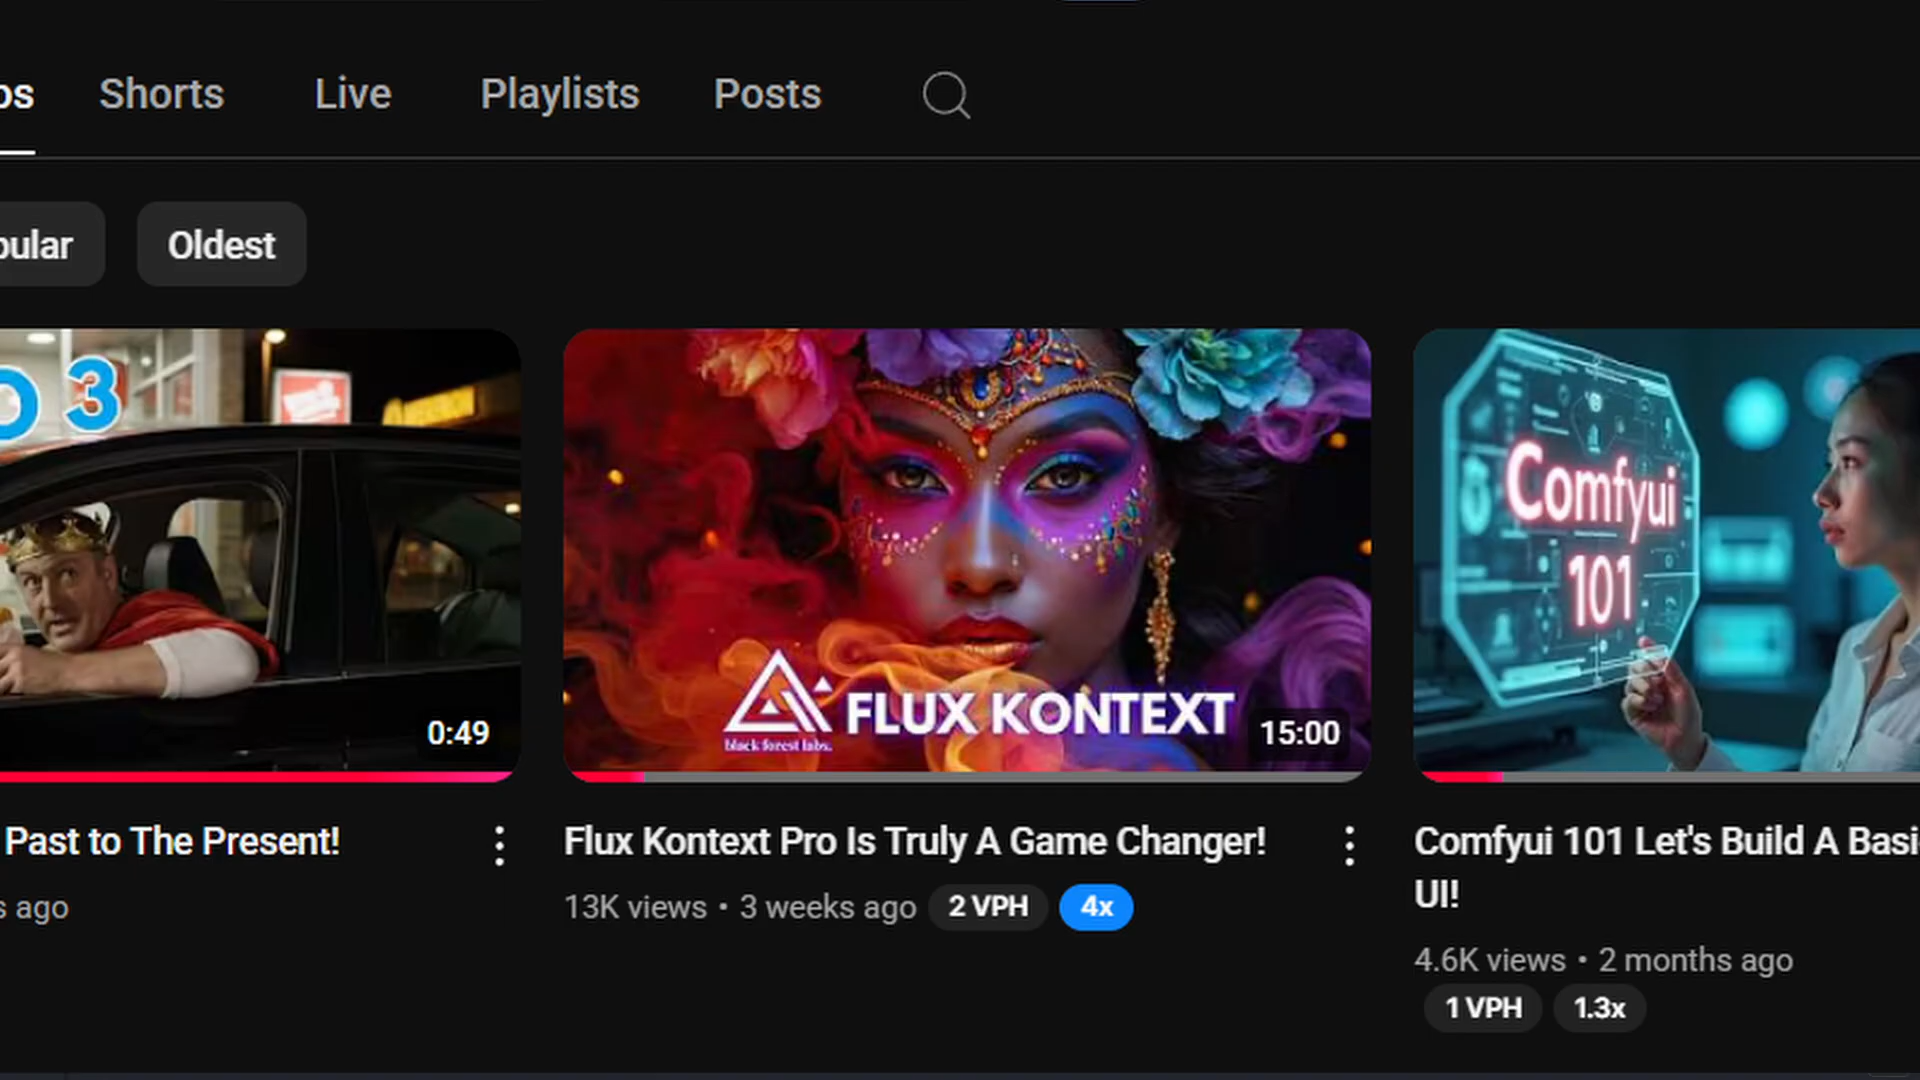 os Shorts Live Playlists Posts
pular Oldest
O 3
0:49
black forest labs.
FLUX KONTEXT
15:00
Comfyui
101
Past to The Present!
s ago
Flux Kontext Pro Is Truly A Game Changer!
13K views • 3 weeks ago 2 VPH 4x
Comfyui 101 Let's Build A Basi
UI!
4.6K views • 2 months ago
1 VPH 1.3x